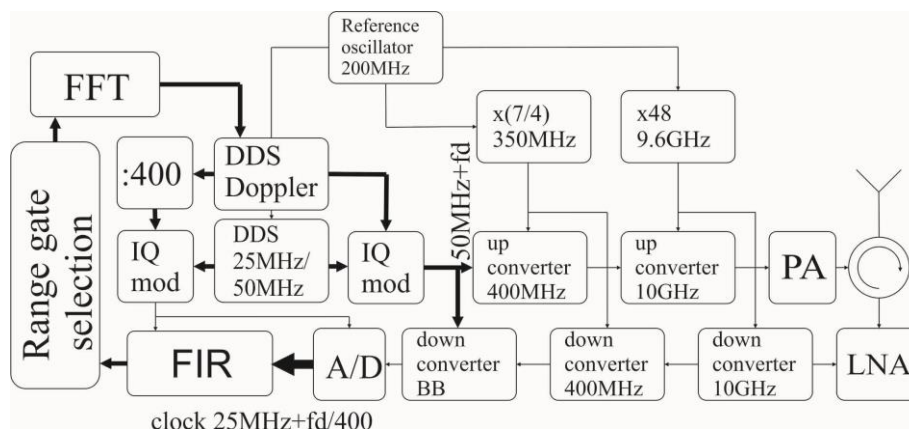 Reference
oscillator
200MHz
FFT
x(7/4)
350MHz
x48
9.6GHz
:400
DDS
Doppler
50MHz+fd
Range gate
selection
IQ
mod
DDS
25MHz/
50MHz
IQ
mod
up
converter
400MHz
up
converter
10GHz
PA
FIR
A/D
down
converter
BB
down
converter
400MHz
down
converter
10GHz
LNA
clock 25MHz+fd/400